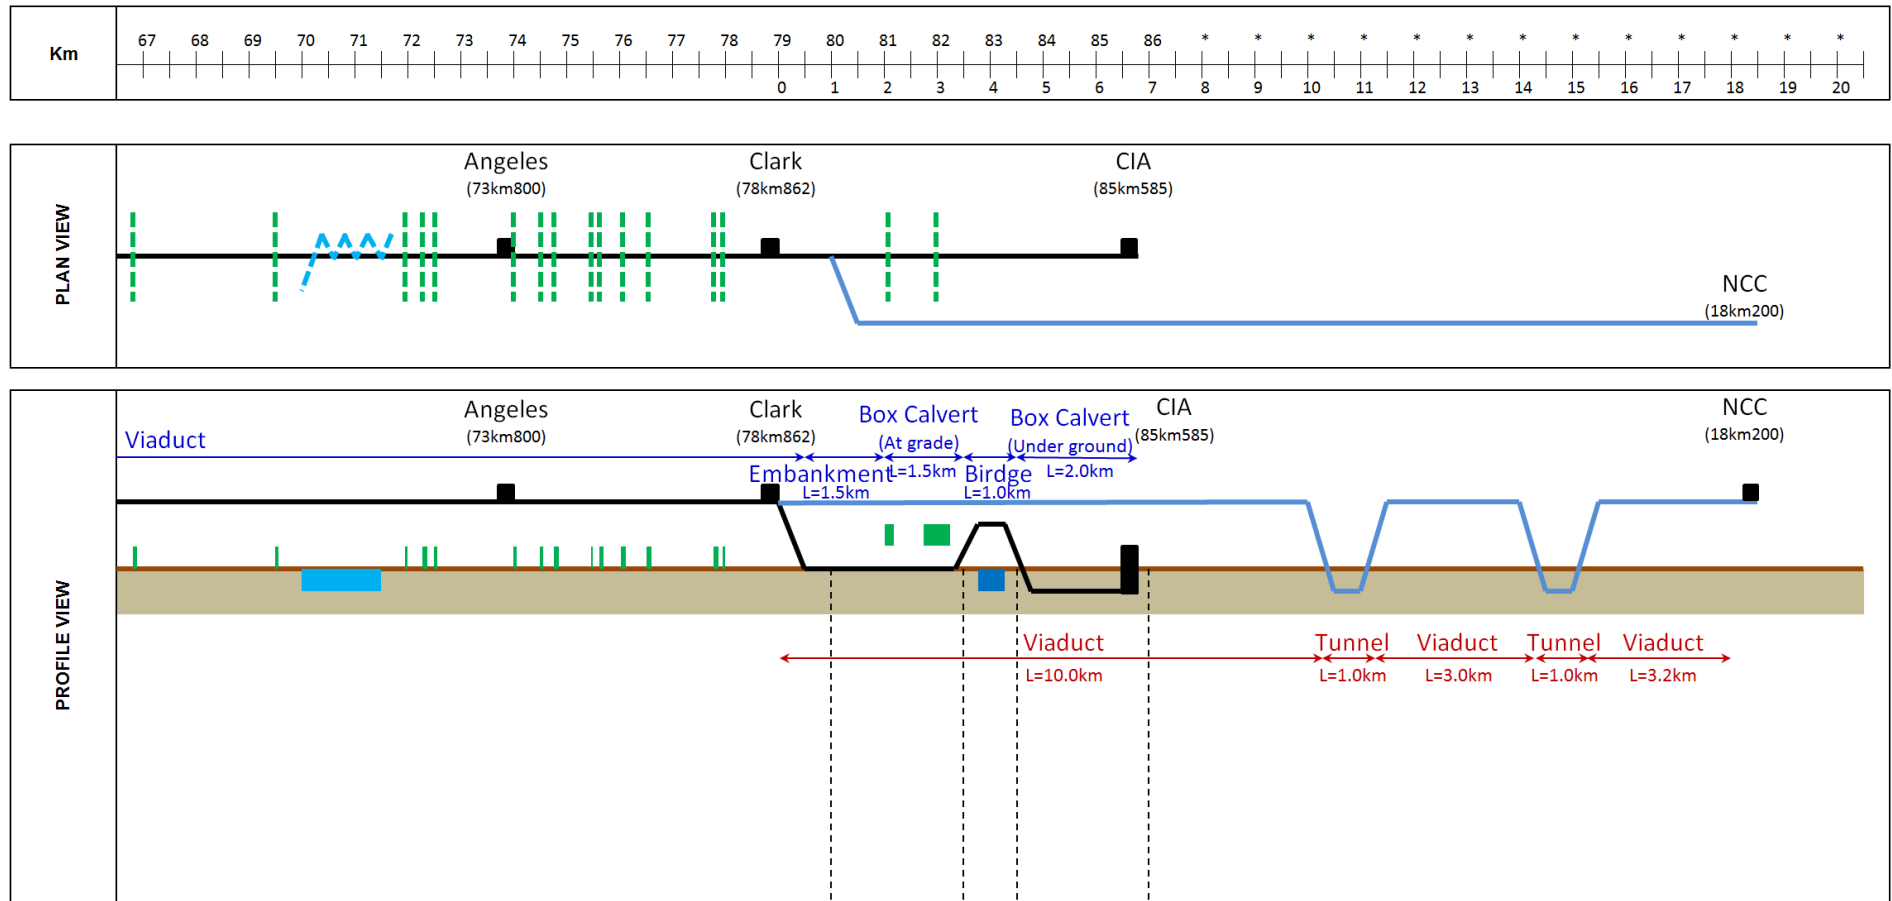 Km
67 68 69 70 71 72 73 74 75 76 77 78 79 80 81 82 83 84 85 86 * * * * * * * * * * * * *
0 1 2 3 4 5 6 7 8 9 10 11 12 13 14 15 16 17 18 19 20
PLAN VIEW
Angeles
(73km800)
Clark
(78km862)
CIA
(85km585)
NCC
(18km200)
PROFILE VIEW
Viaduct
Angeles
(73km800)
Clark
(78km862)
Embankment
L=1.5km
Box Calvert
(At grade)
L=1.5km
Birdge
L=1.0km
Box Calvert
(Under ground)
L=2.0km
CIA
(85km585)
NCC
(18km200)
Viaduct
L=10.0km
Tunnel
L=1.0km
Viaduct
L=3.0km
Tunnel
L=1.0km
Viaduct
L=3.2km